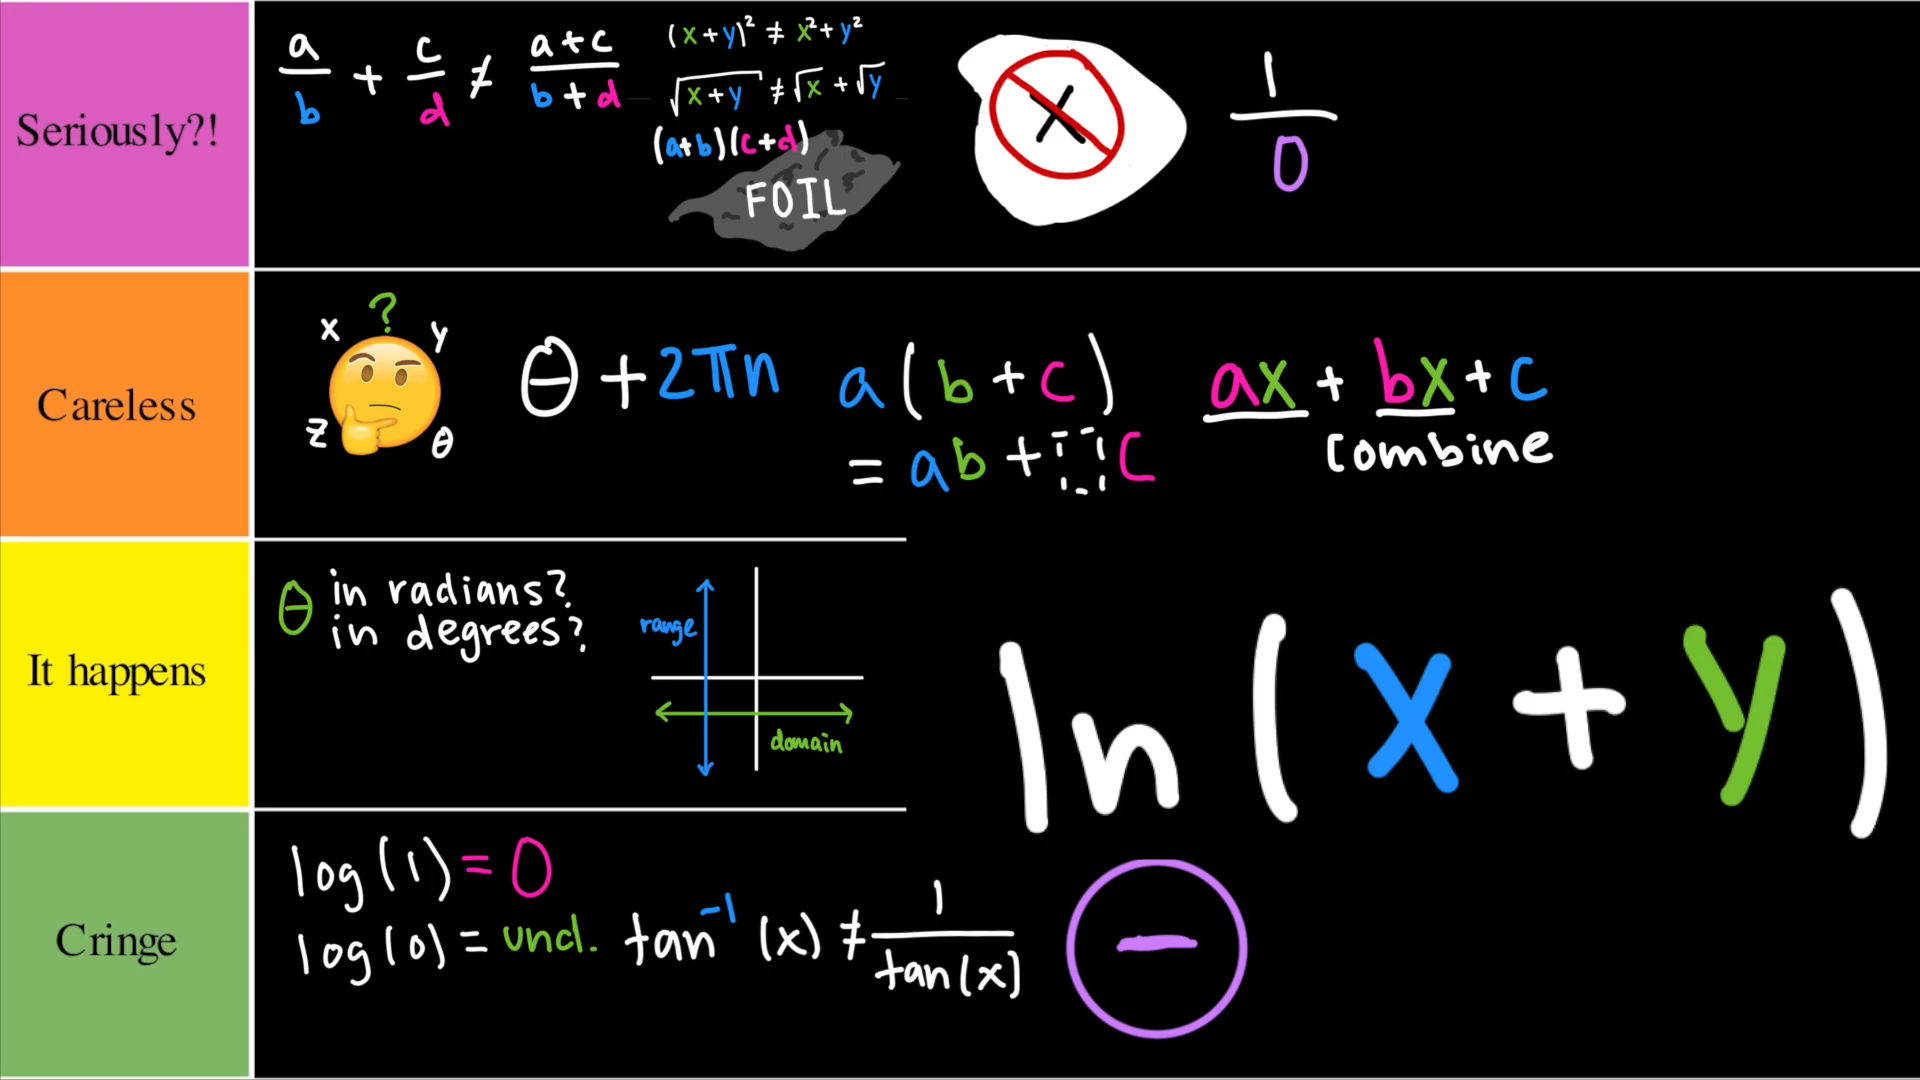 Seriously?!
a/b + c/d ≠ a+c/b+d
(x+y)² ≠ x²+y²
√x+y ≠ √x + √y
(a+b)(c+d)
FOIL
x
1/0
Careless
x ? y
z θ
θ + 2πn
a(b+c)
= ab + c
ax + bx + c
combine
It happens
θ in radians?
in degrees?
range
domain
ln(x+y)
Cringe
log(1) = 0
log(0) = und.
tan⁻¹(x) ≠ 1/tan(x)
−